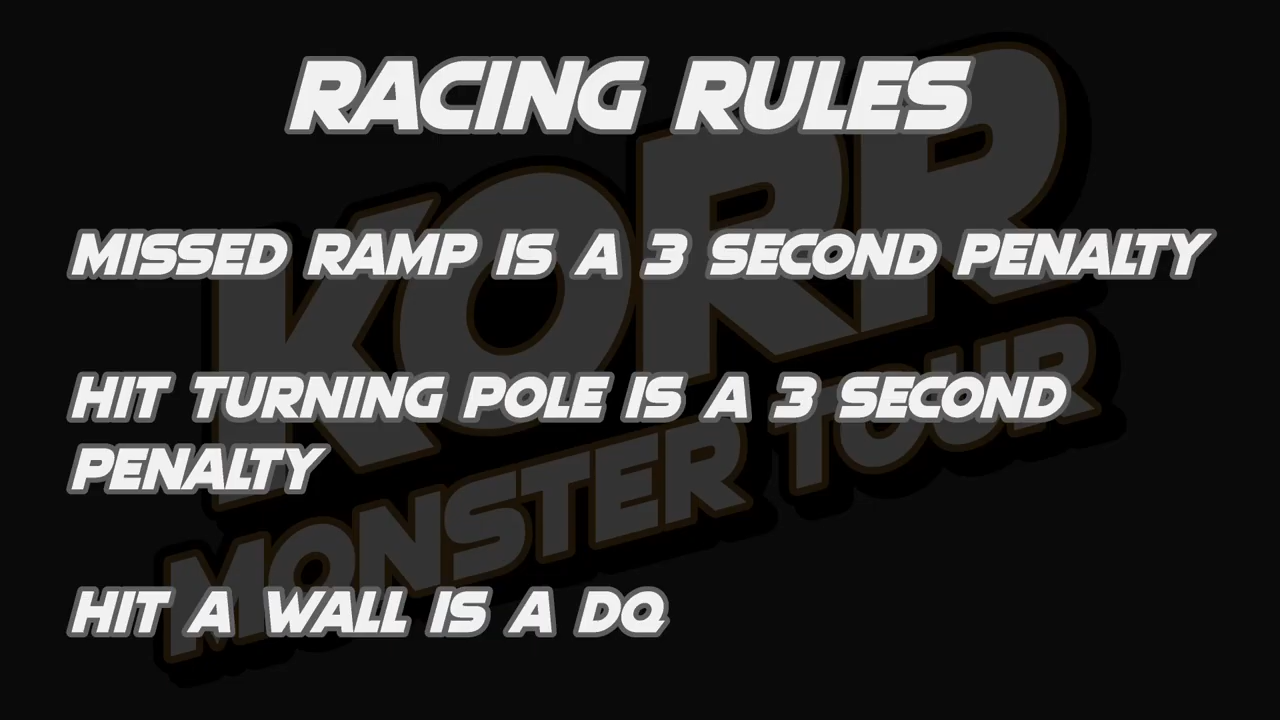 RACING RULES
MISSED RAMP IS A 3 SECOND PENALTY
HIT TURNING POLE IS A 3 SECOND
PENALTY
HIT A WALL IS A DQ
KORR
MONSTER TOUR